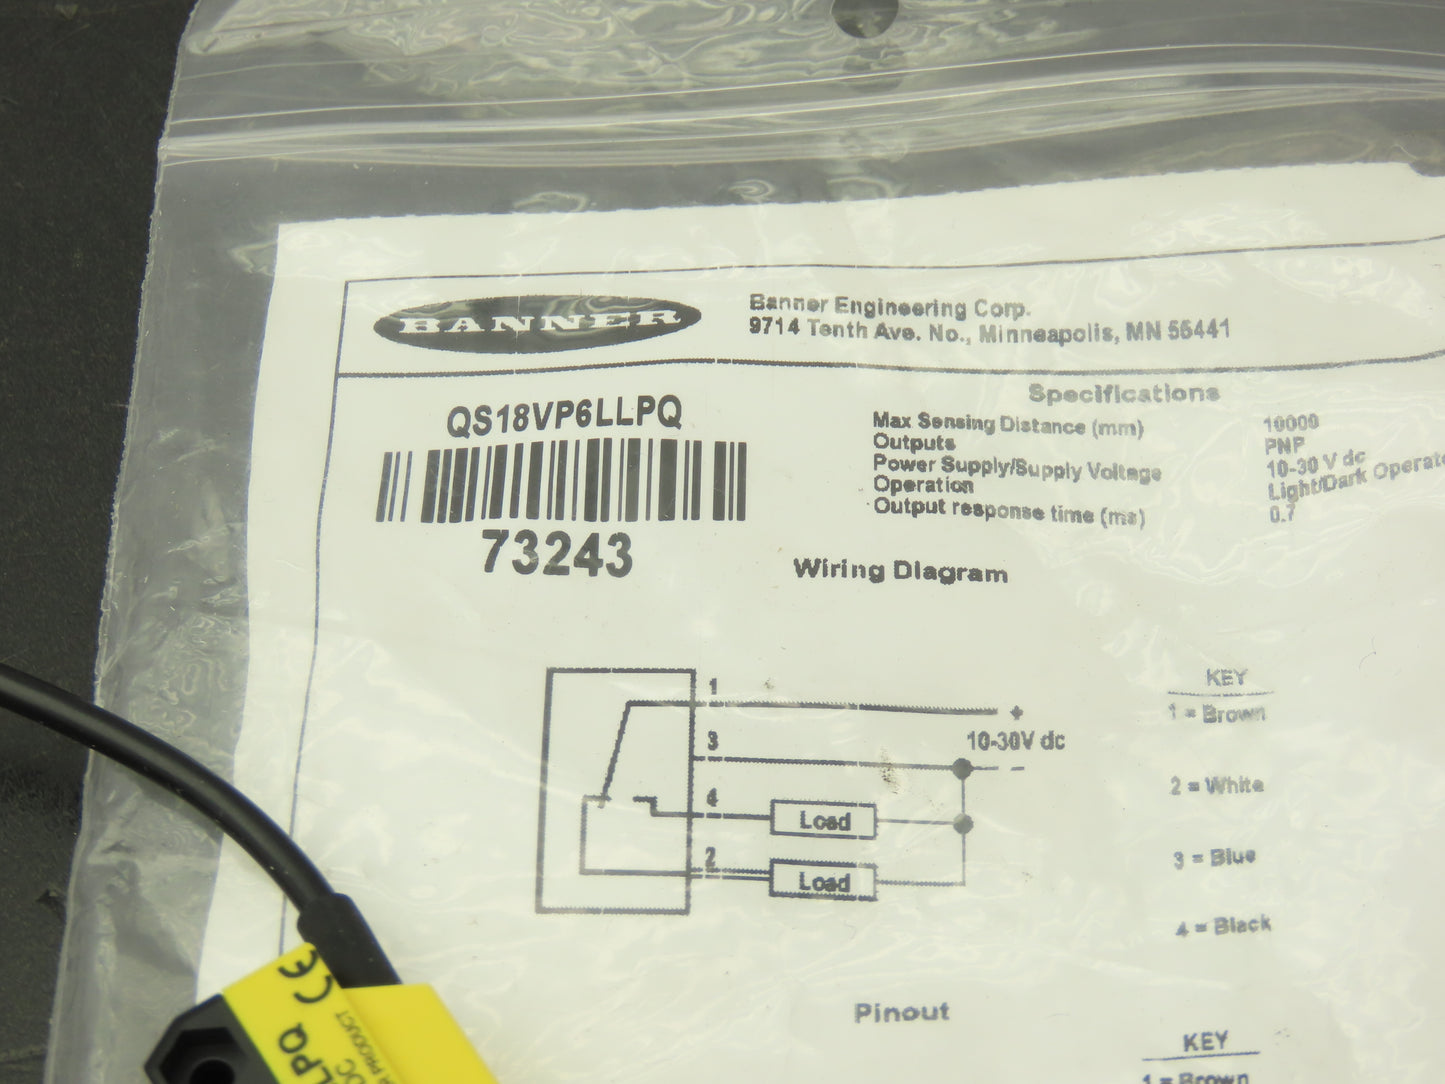 BANNER
Banner Engineering Corp.
9714 Tenth Ave. No., Minneapolis, MN 55441
QS18VP6LLPQ
73243
Specifications
Max Sensing Distance (mm) 10000
Outputs PNP
Power Supply/Supply Voltage 10-30 V dc
Operation Light/Dark Operate
Output response time (ms) 0.7
Wiring Diagram
1
+
10-30V dc
3
−
4
Load
2
Load
KEY
1 = Brown
2 = White
3 = Blue
4 = Black
Pinout
KEY
1 = Brown
CE
LPQ
DC
PRODUCT